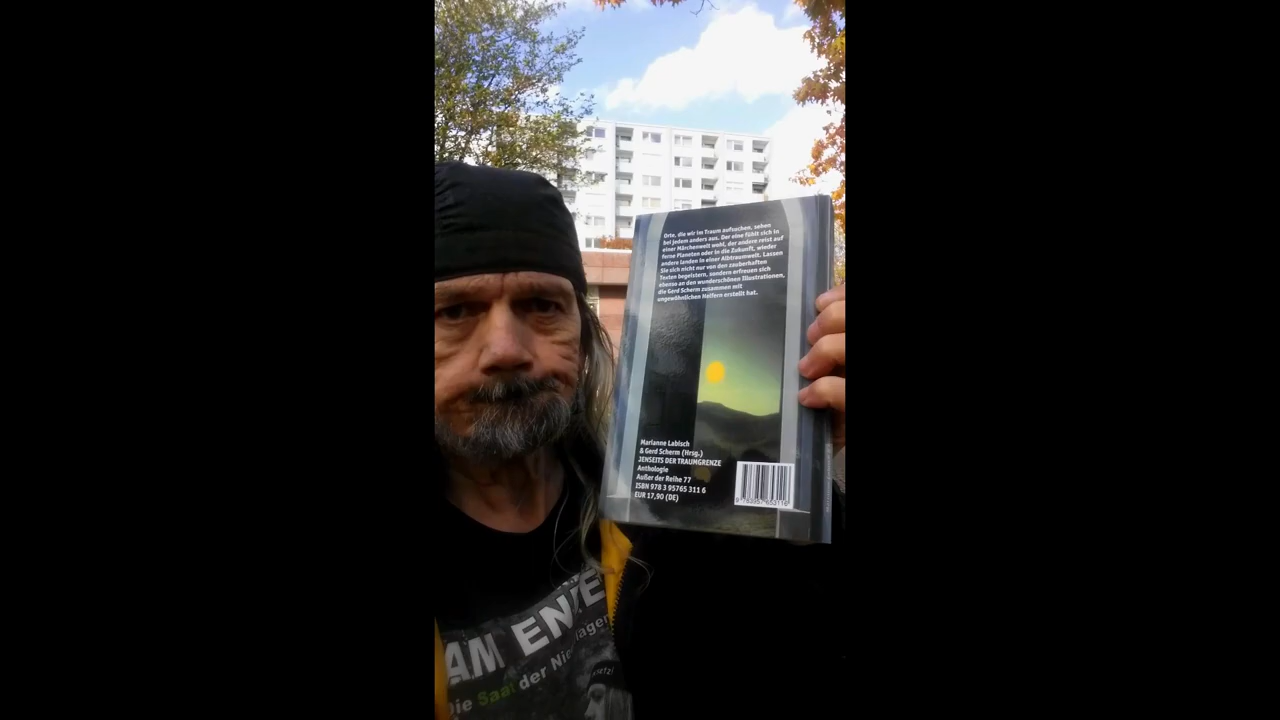 Orte, die wir im Traum aufsuchen, sehen
bei jedem anders aus. Der eine fühlt sich in
einer Märchenwelt wohl, der andere reist auf
ferne Planeten oder in die Zukunft, wieder
andere landen in einer Albtraumwelt. Lassen
Sie sich nicht nur von den zauberhaften
Texten begeistern, sondern erfreuen sich
ebenso an den wunderschönen Illustrationen,
die Gerd Scherm zusammen mit
ungewöhnlichen Helfern erstellt hat.
Marianne Labisch
& Gerd Scherm (Hrsg.)
JENSEITS DER TRAUMGRENZE
Anthologie
Außer der Reihe 77
ISBN 978 3 95765 311 6
EUR 17,90 (DE)
9 783957 653116
AM ENDE
Die Saat der